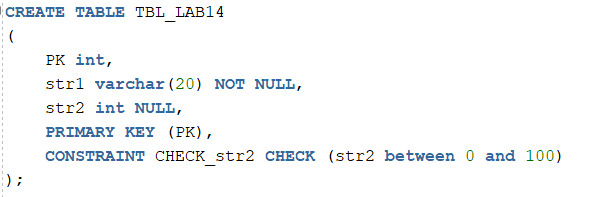 CREATE TABLE TBL_LAB14
(
PK int,
str1 varchar(20) NOT NULL,
str2 int NULL,
PRIMARY KEY (PK),
CONSTRAINT CHECK_str2 CHECK (str2 between 0 and 100)
);